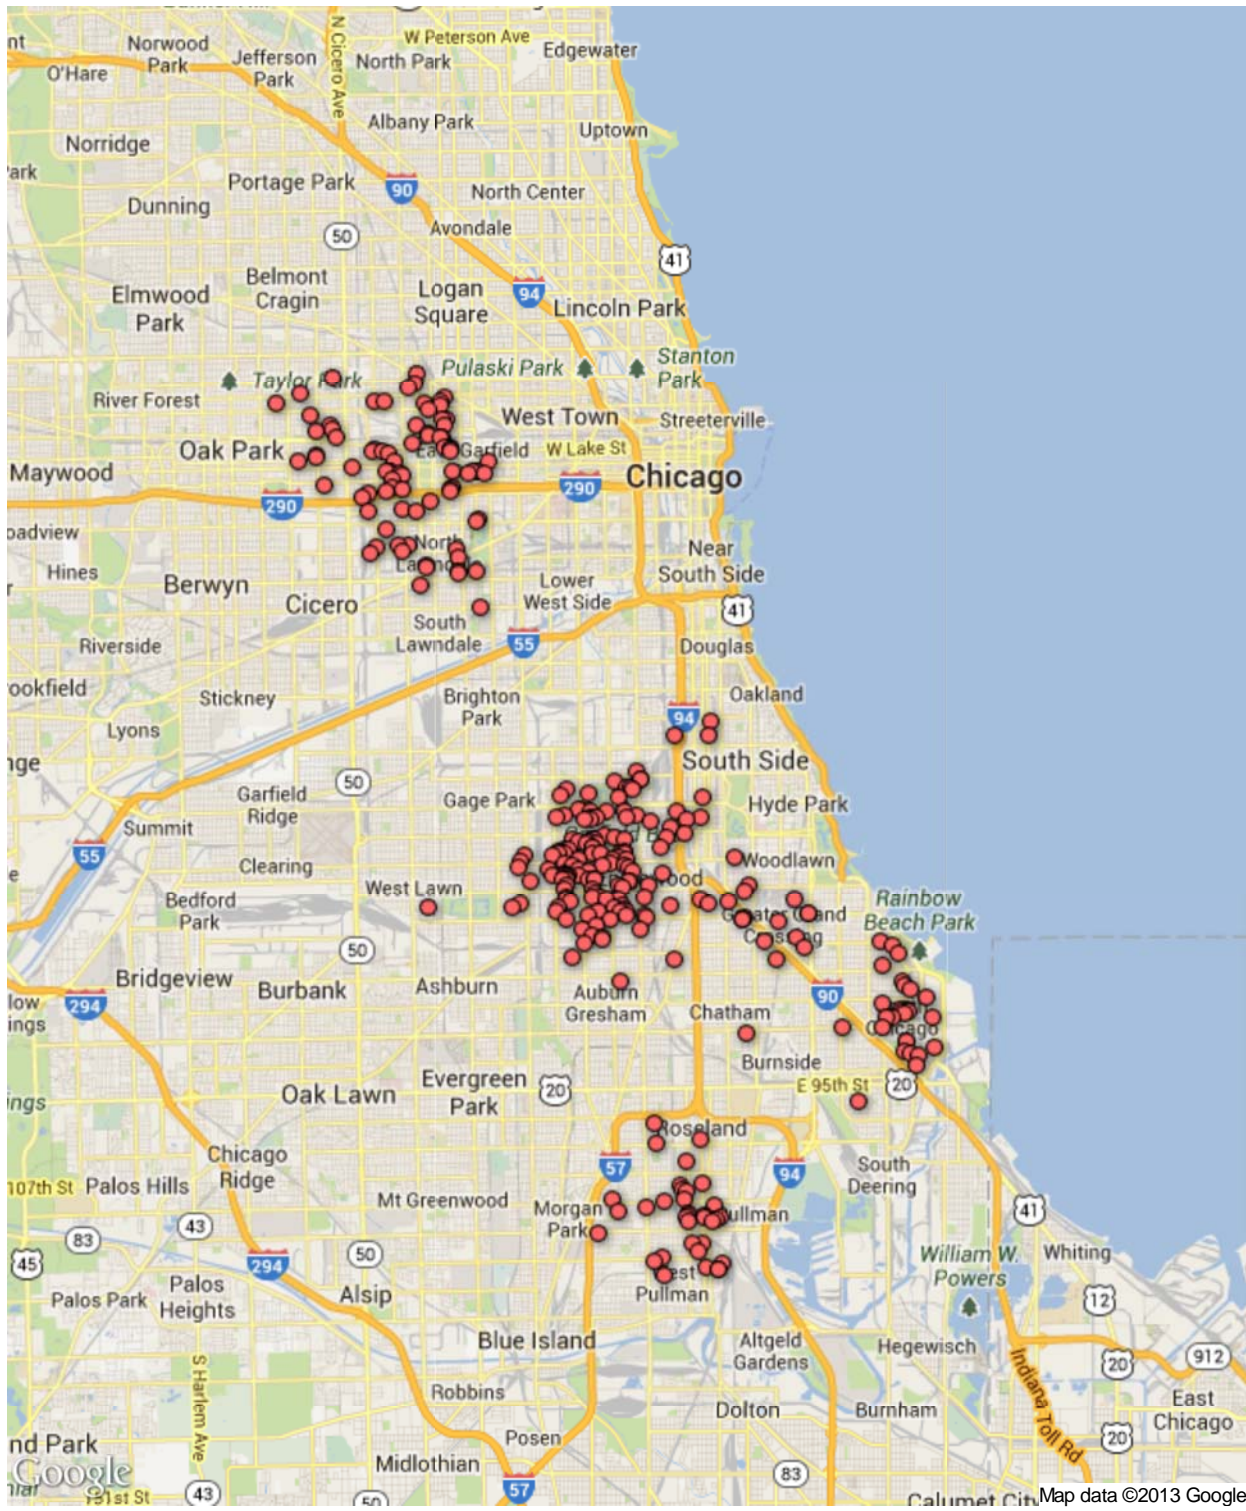 W Peterson Ave
Edgewater
Norwood
Park
Jefferson
Park
North Park
O'Hare
N Cicero Ave
Albany Park
Uptown
Norridge
Portage Park
90
North Center
Dunning
50
Avondale
41
Belmont
Cragin
Elmwood
Park
Logan
Square
94
Lincoln Park
Taylor Park
Pulaski Park
Stanton
Park
River Forest
West Town
Streeterville
Oak Park
Garfield
W Lake St
Maywood
Chicago
290
290
Near
South Side
Hines
North
Berwyn
Lower
West Side
Cicero
41
South
Lawndale
55
Riverside
Douglas
Stickney
Brighton
Park
Oakland
Lyons
94
South Side
50
Garfield
Ridge
Gage Park
Hyde Park
Summit
55
Clearing
Woodlawn
West Lawn
Bedford
Park
Rainbow
Beach Park
50
Bridgeview
Burbank
Ashburn
Auburn
Gresham
90
294
Chatham
Burnside
Oak Lawn
Evergreen
Park
20
E 95th St
20
Roseland
Chicago
Ridge
57
94
South
Deering
107th St
Palos Hills
Mt Greenwood
Morgan
Park
41
43
83
50
45
294
William W.
Powers
Whiting
Palos Park
Palos
Heights
Alsip
Pullman
12
Blue Island
Altgeld
Gardens
Hegewisch
20
912
S Harlem Ave
Robbins
Dolton
Burnham
Indiana Toll Rd
East
Chicago
20
Posen
Midlothian
83
Google
57
43
50
Calumet City
Map data ©2013 Google